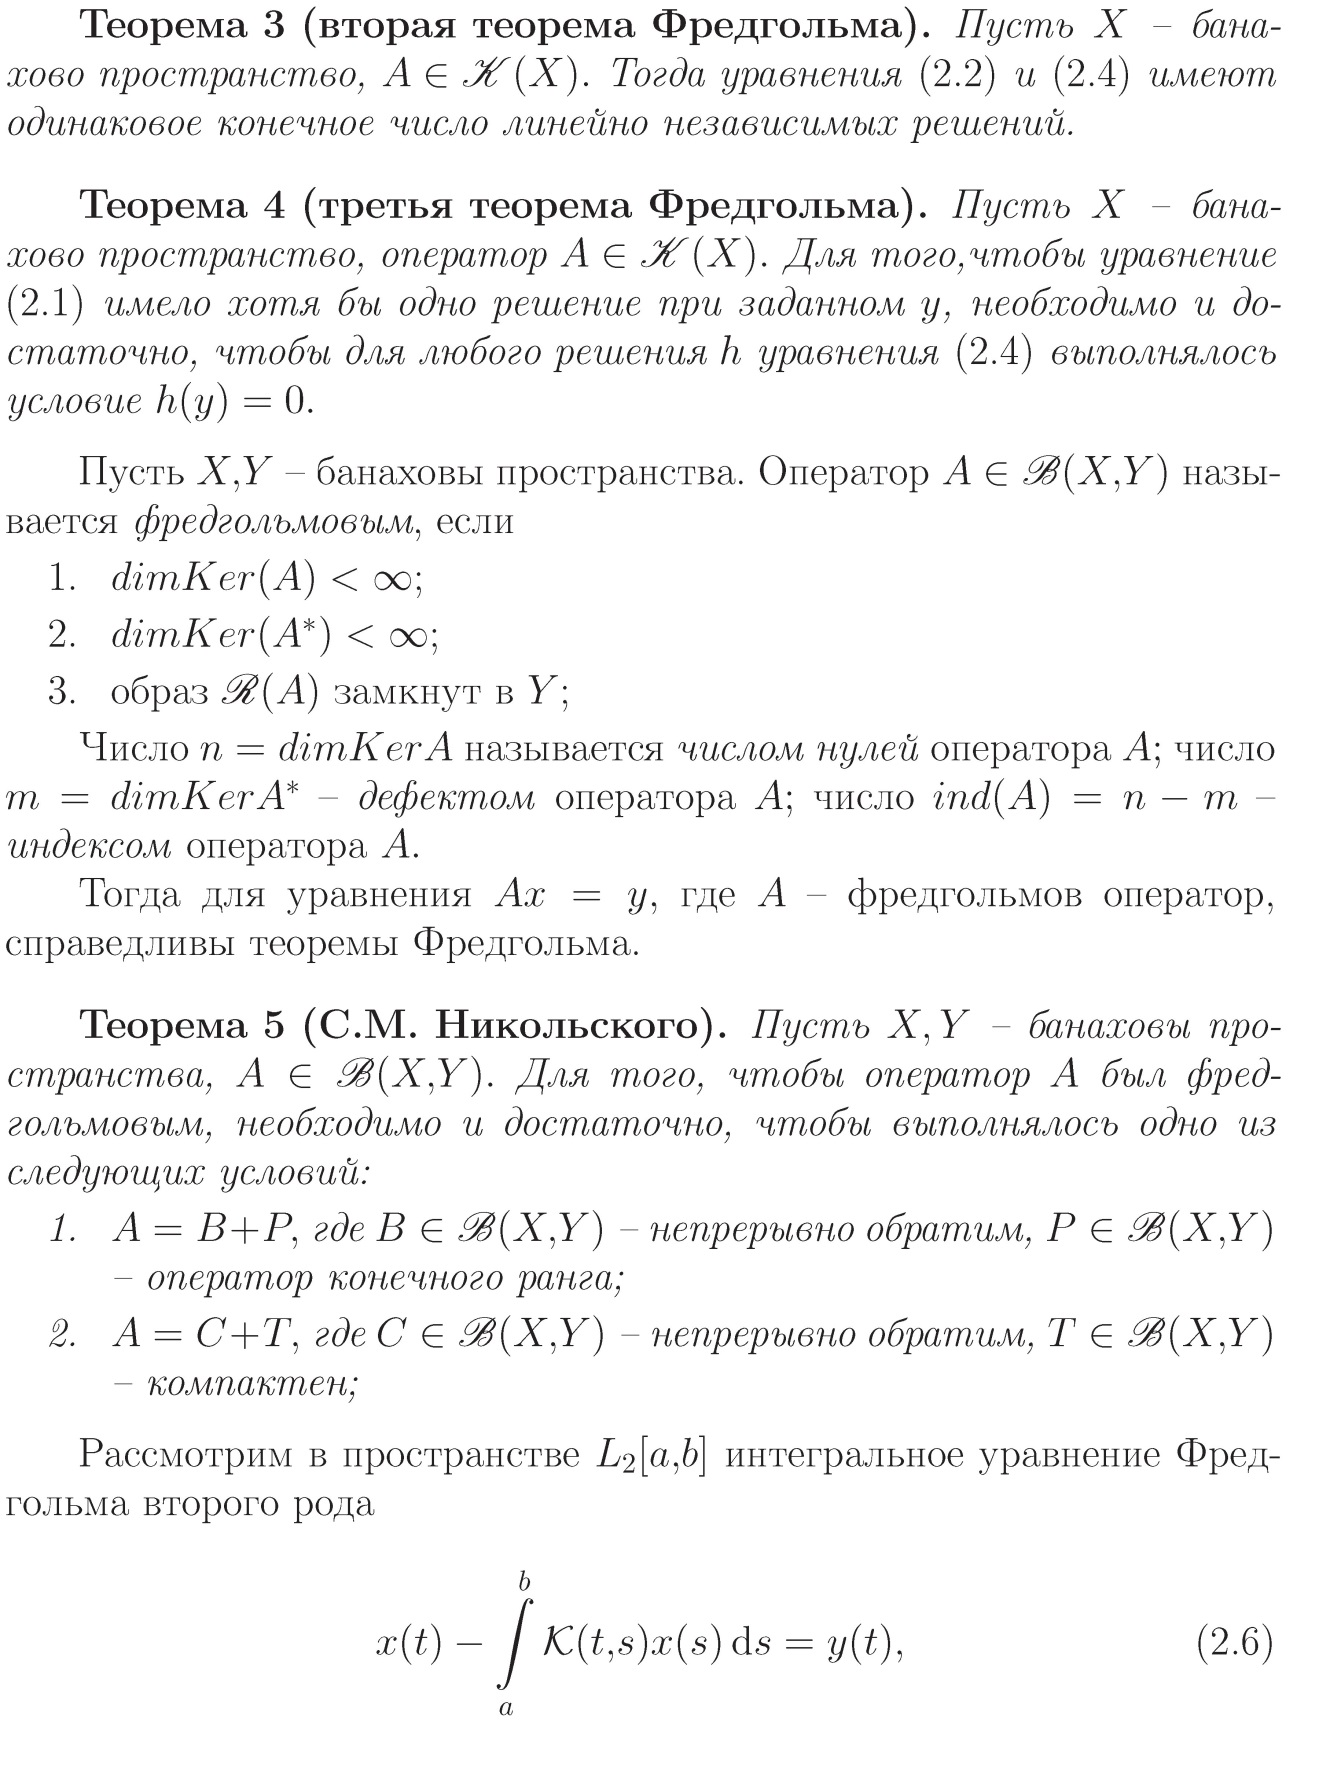 Теорема 3 (вторая теорема Фредгольма). Пусть X – бана-
хово пространство, A ∈ 𝒦(X). Тогда уравнения (2.2) и (2.4) имеют
одинаковое конечное число линейно независимых решений.
Теорема 4 (третья теорема Фредгольма). Пусть X – бана-
хово пространство, оператор A ∈ 𝒦(X). Для того,чтобы уравнение
(2.1) имело хотя бы одно решение при заданном y, необходимо и до-
статочно, чтобы для любого решения h уравнения (2.4) выполнялось
условие h(y) = 0.
Пусть X,Y – банаховы пространства. Оператор A ∈ ℬ(X,Y) назы-
вается фредгольмовым, если
1. dimKer(A) < ∞;
2. dimKer(A*) < ∞;
3. образ ℛ(A) замкнут в Y;
Число n = dimKerA называется числом нулей оператора A; число
m = dimKerA* – дефектом оператора A; число ind(A) = n − m –
индексом оператора A.
Тогда для уравнения Ax = y, где A – фредгольмов оператор,
справедливы теоремы Фредгольма.
Теорема 5 (С.М. Никольского). Пусть X, Y – банаховы про-
странства, A ∈ ℬ(X,Y). Для того, чтобы оператор A был фред-
гольмовым, необходимо и достаточно, чтобы выполнялось одно из
следующих условий:
1. A = B+P, где B ∈ ℬ(X,Y) – непрерывно обратим, P ∈ ℬ(X,Y)
– оператор конечного ранга;
2. A = C+T, где C ∈ ℬ(X,Y) – непрерывно обратим, T ∈ ℬ(X,Y)
– компактен;
Рассмотрим в пространстве L₂[a,b] интегральное уравнение Фред-
гольма второго рода
x(t) − ∫ₐᵇ 𝒦(t,s)x(s) ds = y(t), (2.6)